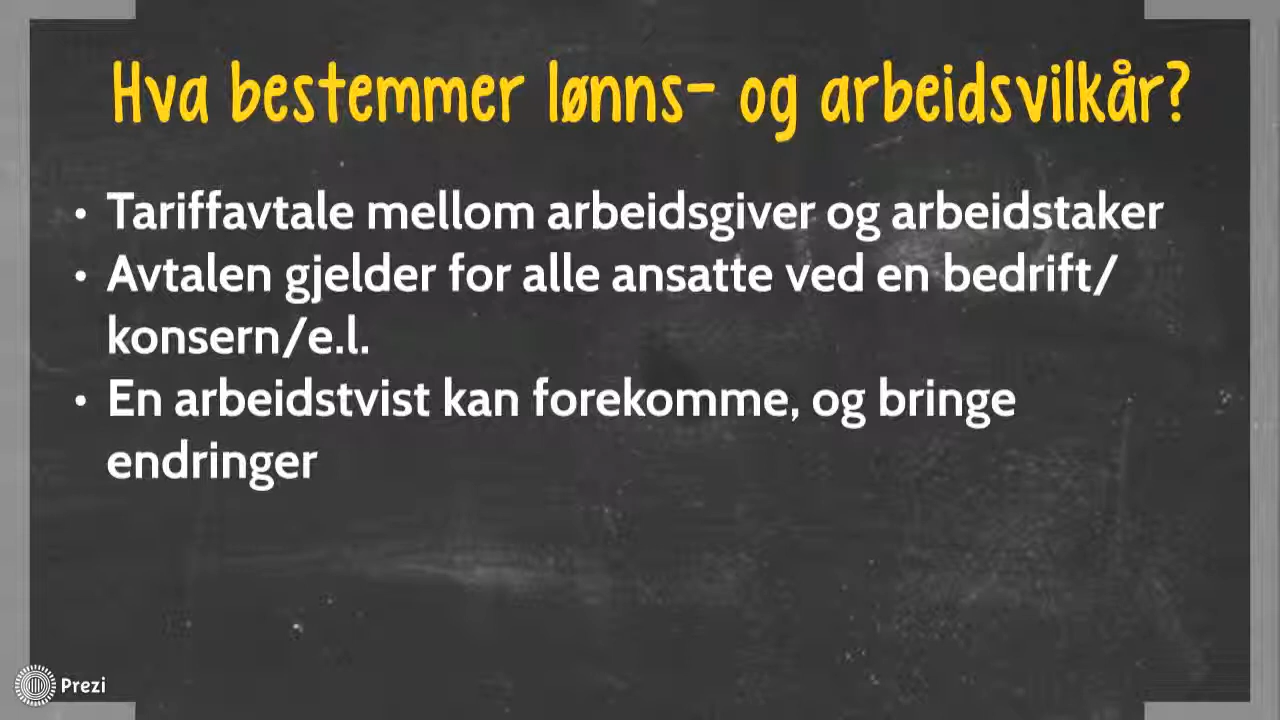 Hva bestemmer lønns- og arbeidsvilkår?
• Tariffavtale mellom arbeidsgiver og arbeidstaker
• Avtalen gjelder for alle ansatte ved en bedrift/
konsern/e.l.
• En arbeidstvist kan forekomme, og bringe
endringer
Prezi